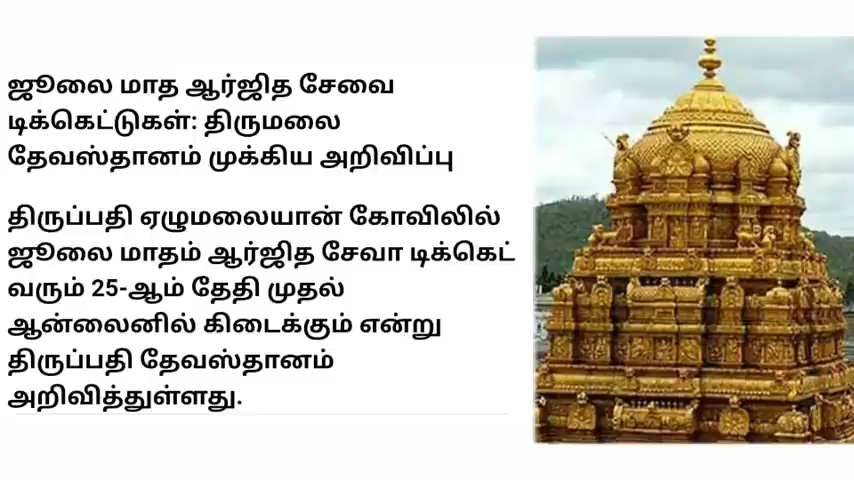 ஜூலை மாத ஆர்ஜித சேவை
டிக்கெட்டுகள்: திருமலை
தேவஸ்தானம் முக்கிய அறிவிப்பு
திருப்பதி ஏழுமலையான் கோவிலில்
ஜூலை மாதம் ஆர்ஜித சேவா டிக்கெட்
வரும் 25-ஆம் தேதி முதல்
ஆன்லைனில் கிடைக்கும் என்று
திருப்பதி தேவஸ்தானம்
அறிவித்துள்ளது.